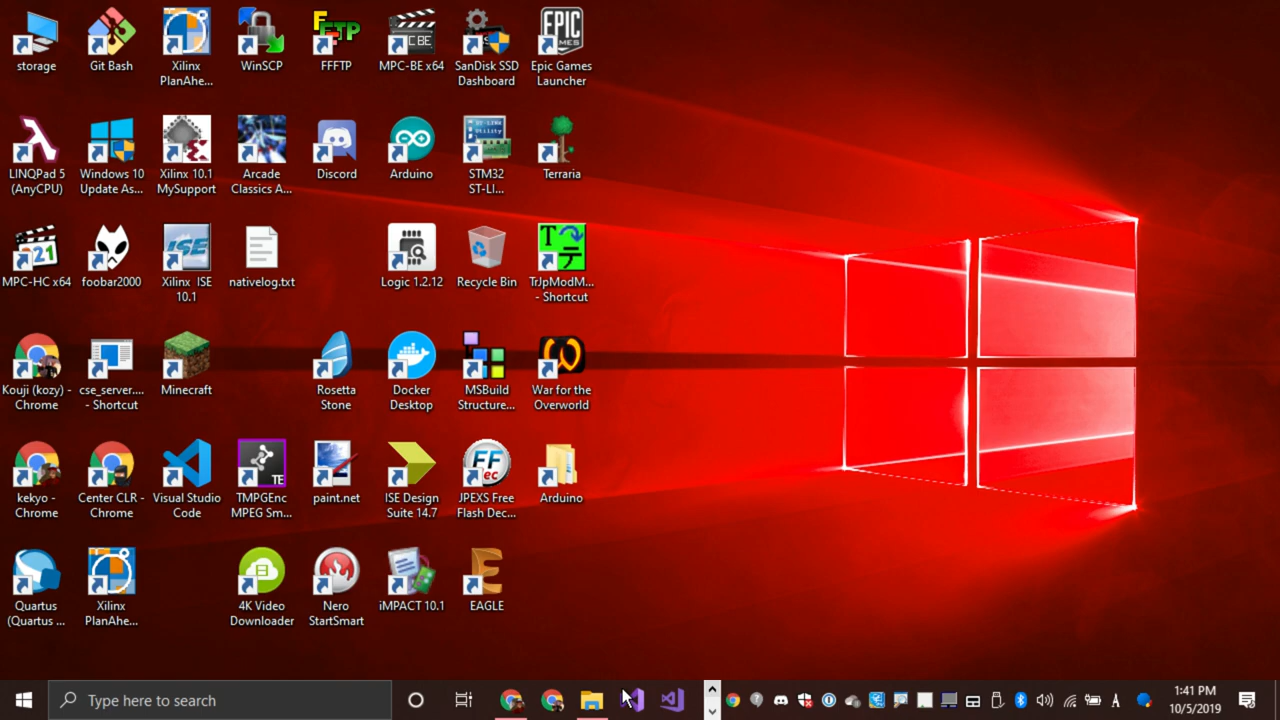 storage
Git Bash
Xilinx
PlanAhe...
WinSCP
FFFTP
MPC-BE x64
SanDisk SSD
Dashboard
Epic Games
Launcher
LINQPad 5
(AnyCPU)
Windows 10
Update As...
Xilinx 10.1
MySupport
Arcade
Classics A...
Discord
Arduino
STM32
ST-LI...
Terraria
MPC-HC x64
foobar2000
Xilinx ISE
10.1
nativelog.txt
Logic 1.2.12
Recycle Bin
TrJpModM...
- Shortcut
Kouji (kozy) -
Chrome
cse_server....
- Shortcut
Minecraft
Rosetta
Stone
Docker
Desktop
MSBuild
Structure...
War for the
Overworld
kekyo -
Chrome
Center CLR -
Chrome
Visual Studio
Code
TMPGEnc
MPEG Sm...
paint.net
ISE Design
Suite 14.7
JPEXS Free
Flash Dec...
Arduino
Quartus
(Quartus ...
Xilinx
PlanAhe...
4K Video
Downloader
Nero
StartSmart
iMPACT 10.1
EAGLE
Type here to search
1:41 PM
10/5/2019